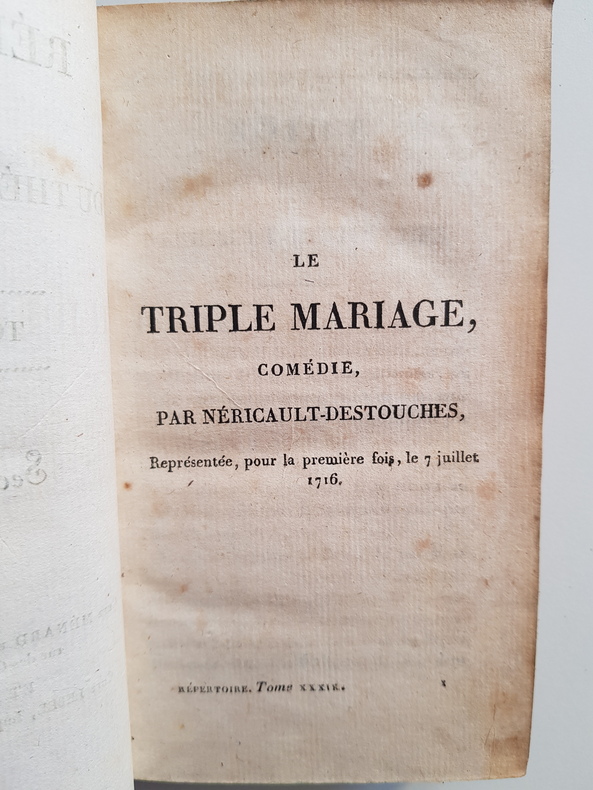 LE
TRIPLE MARIAGE,
COMÉDIE,
PAR NÉRICAULT-DESTOUCHES,
Représentée, pour la première fois, le 7 juillet
1716.
RÉPERTOIRE. Tome XXXIX.